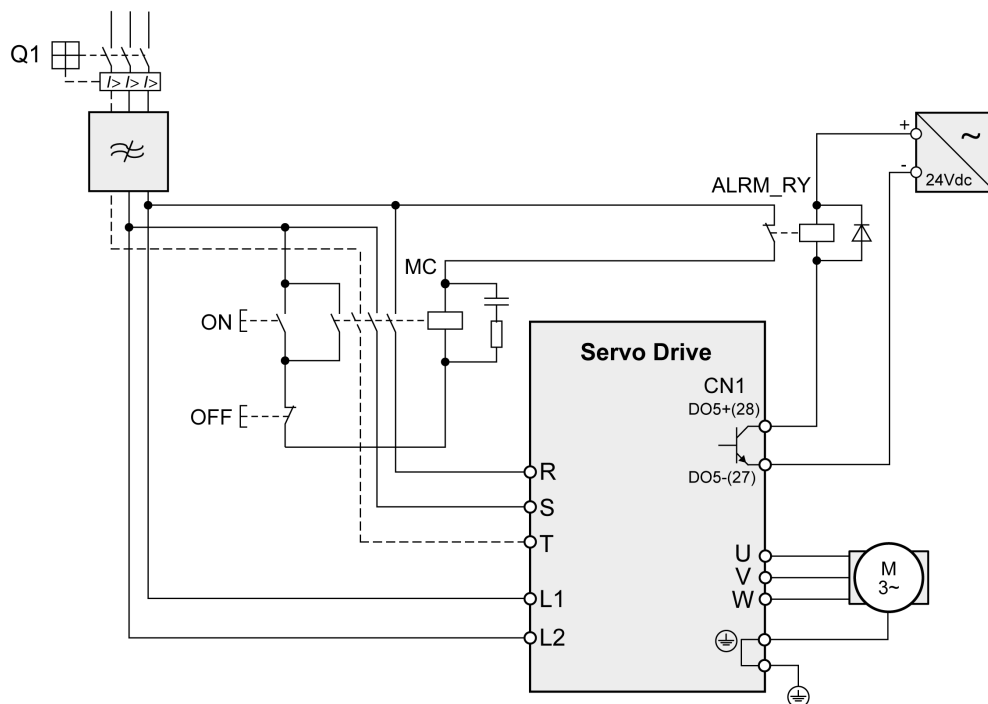 Q1
I> I> I>
+
~
-
24Vdc
ALRM_RY
MC
ON
OFF
Servo Drive
CN1
DO5+(28)
DO5-(27)
R
S
T
L1
L2
U
V
W
M
3~